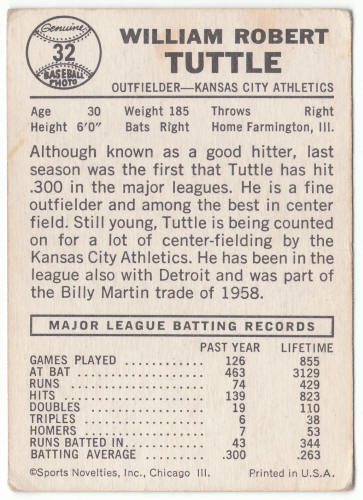 Genuine
32
BASEBALL
PHOTO
WILLIAM ROBERT
TUTTLE
OUTFIELDER—KANSAS CITY ATHLETICS
Age 30 Weight 185 Throws Right
Height 6'0" Bats Right Home Farmington, Ill.
Although known as a good hitter, last
season was the first that Tuttle has hit
.300 in the major leagues. He is a fine
outfielder and among the best in center
field. Still young, Tuttle is being counted
on for a lot of center-fielding by the
Kansas City Athletics. He has been in the
league also with Detroit and was part of
the Billy Martin trade of 1958.
MAJOR LEAGUE BATTING RECORDS
PAST YEAR LIFETIME
GAMES PLAYED 126 855
AT BAT 463 3129
RUNS 74 429
HITS 139 823
DOUBLES 19 110
TRIPLES 6 38
HOMERS 7 53
RUNS BATTED IN 43 344
BATTING AVERAGE .300 .263
©Sports Novelties, Inc., Chicago Ill. Printed in U.S.A.